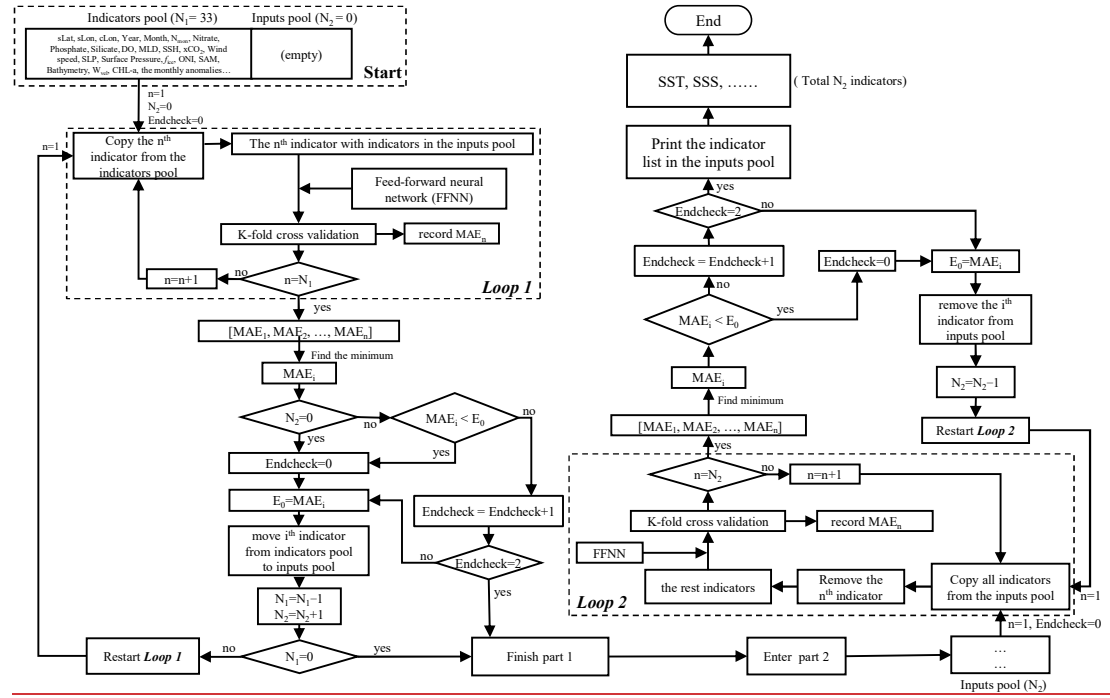 Indicators pool (N₁= 33)
Inputs pool (N₂= 0)
sLat, sLon, cLon, Year, Month, Nmon, Nitrate,
Phosphate, Silicate, DO, MLD, SSH, xCO₂, Wind
speed, SLP, Surface Pressure, fice, ONI, SAM,
Bathymetry, Wvel, CHL-a, the monthly anomalies…
(empty)
Start
n=1
N₂=0
Endcheck=0
n=1
Copy the nᵗʰ
indicator from the
indicators pool
The nᵗʰ indicator with indicators in the inputs pool
Feed-forward neural
network (FFNN)
K-fold cross validation
record MAEₙ
n=n+1
no
n=N₁
Loop 1
yes
[MAE₁, MAE₂, …, MAEₙ]
Find the minimum
MAEᵢ
N₂=0
no
MAEᵢ < E₀
no
yes
yes
Endcheck=0
E₀=MAEᵢ
Endcheck = Endcheck+1
move iᵗʰ indicator
from indicators pool
to inputs pool
no
Endcheck=2
yes
N₁=N₁−1
N₂=N₂+1
Restart Loop 1
no
N₁=0
yes
Finish part 1
Enter part 2
…
…
Inputs pool (N₂)
n=1, Endcheck=0
Copy all indicators
from the inputs pool
n=1
Remove the
nᵗʰ indicator
the rest indicators
Loop 2
FFNN
K-fold cross validation
record MAEₙ
n=N₂
no
n=n+1
yes
[MAE₁, MAE₂, …, MAEₙ]
Find minimum
MAEᵢ
MAEᵢ < E₀
yes
no
Endcheck=0
Endcheck = Endcheck+1
Endcheck=2
no
yes
E₀=MAEᵢ
remove the iᵗʰ
indicator from
inputs pool
N₂=N₂−1
Restart Loop 2
Print the indicator
list in the inputs pool
SST, SSS, ……
( Total N₂ indicators)
End